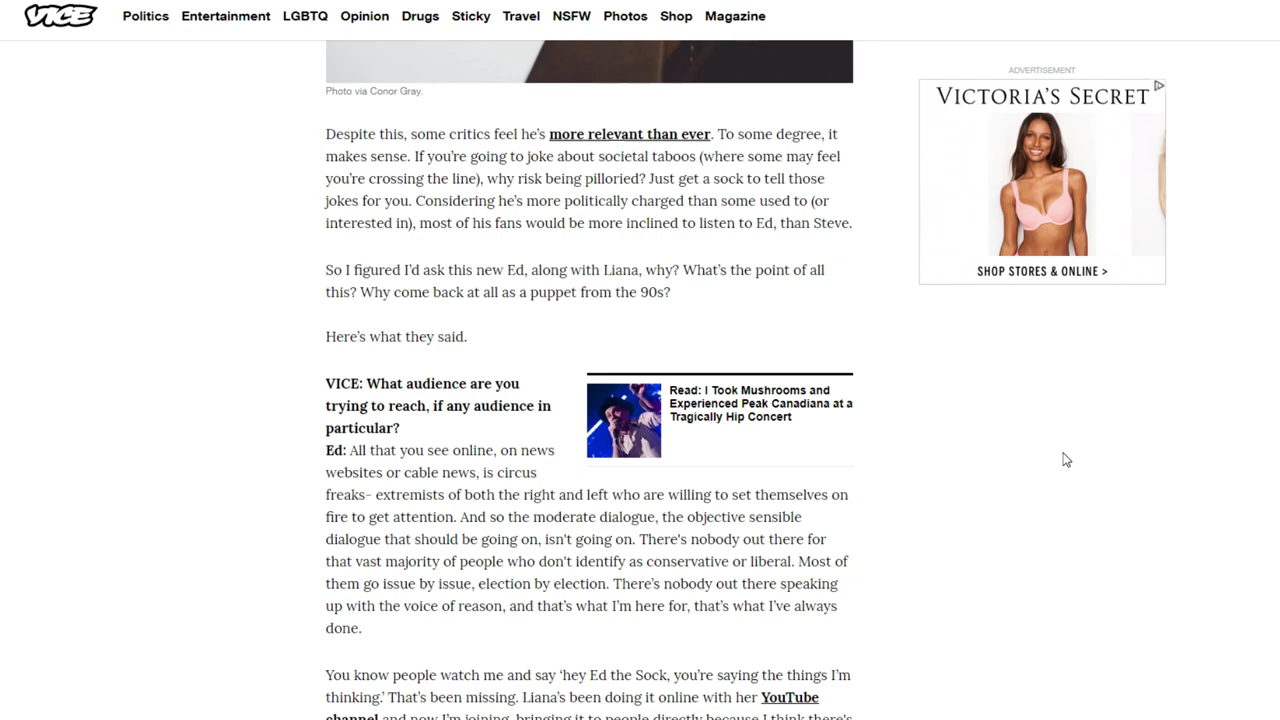 VICE
Politics Entertainment LGBTQ Opinion Drugs Sticky Travel NSFW Photos Shop Magazine
Photo via Conor Gray.
Despite this, some critics feel he's more relevant than ever. To some degree, it
makes sense. If you're going to joke about societal taboos (where some may feel
you're crossing the line), why risk being pilloried? Just get a sock to tell those
jokes for you. Considering he's more politically charged than some used to (or
interested in), most of his fans would be more inclined to listen to Ed, than Steve.
So I figured I'd ask this new Ed, along with Liana, why? What's the point of all
this? Why come back at all as a puppet from the 90s?
Here's what they said.
VICE: What audience are you
trying to reach, if any audience in
particular?
Ed: All that you see online, on news
websites or cable news, is circus
freaks- extremists of both the right and left who are willing to set themselves on
fire to get attention. And so the moderate dialogue, the objective sensible
dialogue that should be going on, isn't going on. There's nobody out there for
that vast majority of people who don't identify as conservative or liberal. Most of
them go issue by issue, election by election. There's nobody out there speaking
up with the voice of reason, and that's what I'm here for, that's what I've always
done.
You know people watch me and say 'hey Ed the Sock, you're saying the things I'm
thinking.' That's been missing. Liana's been doing it online with her YouTube
channel and now I'm joining, bringing it to people directly because I think there's
Read: I Took Mushrooms and
Experienced Peak Canadiana at a
Tragically Hip Concert
ADVERTISEMENT
VICTORIA'S SECRET
SHOP STORES & ONLINE >